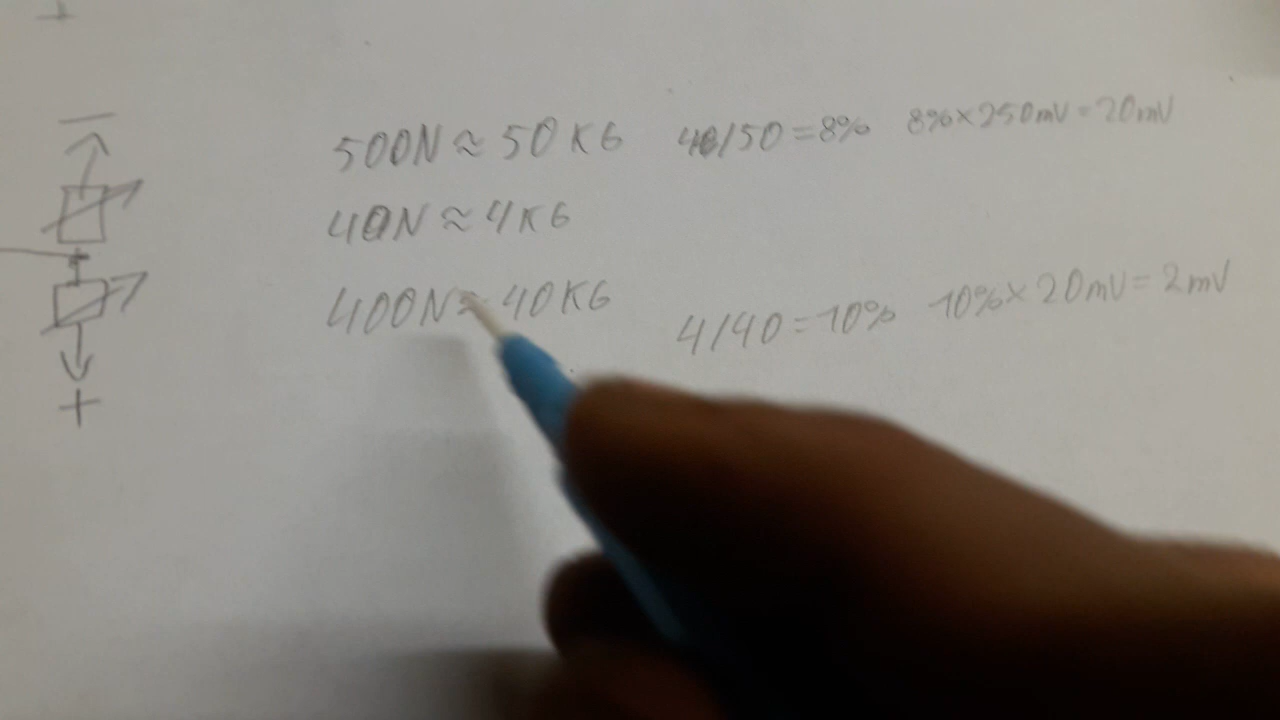 500N ≈ 50KG 4/50 = 8% 8% × 250mV = 20mV
40N ≈ 4KG
400N ≈ 40KG 4/40 = 10% 10% × 20mV = 2mV
+